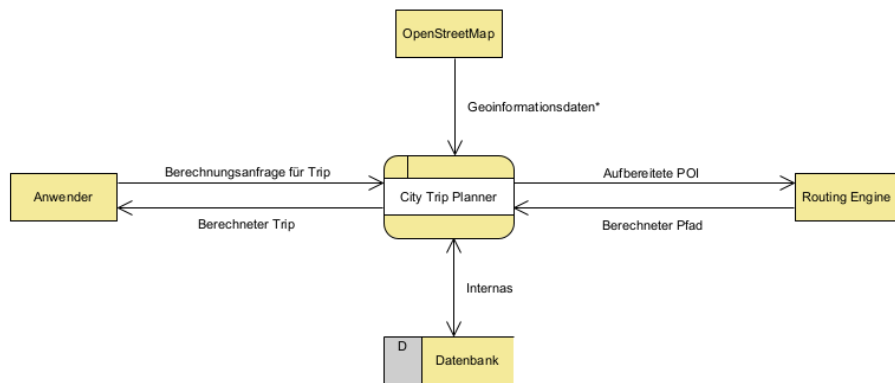 OpenStreetMap
Geoinformationsdaten*
Berechnungsanfrage für Trip
Aufbereitete POI
Anwender
City Trip Planner
Routing Engine
Berechneter Trip
Berechneter Pfad
Internas
D
Datenbank